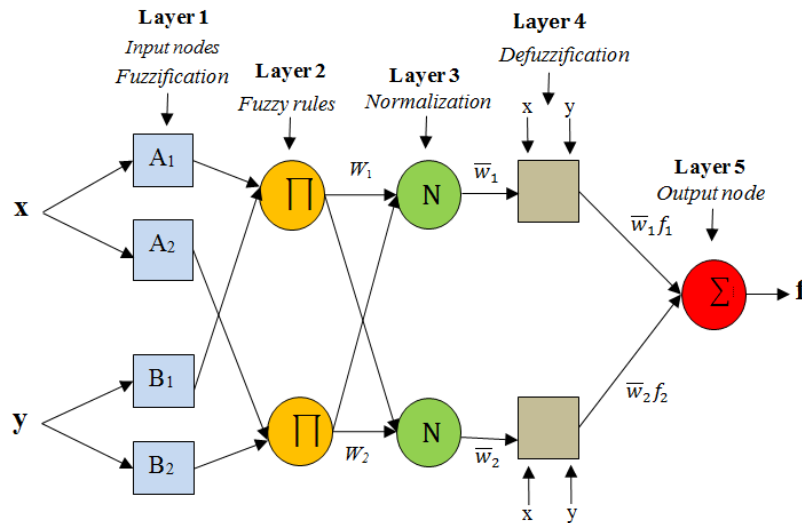 Layer 1
Input nodes
Fuzzification
Layer 2
Fuzzy rules
Layer 3
Normalization
Layer 4
Defuzzification
Layer 5
Output node
x
y
A₁
A₂
B₁
B₂
x y
∏
∏
W₁
W₂
N
N
w̅₁
w̅₂
x y
w̅₁f₁
w̅₂f₂
∑
f